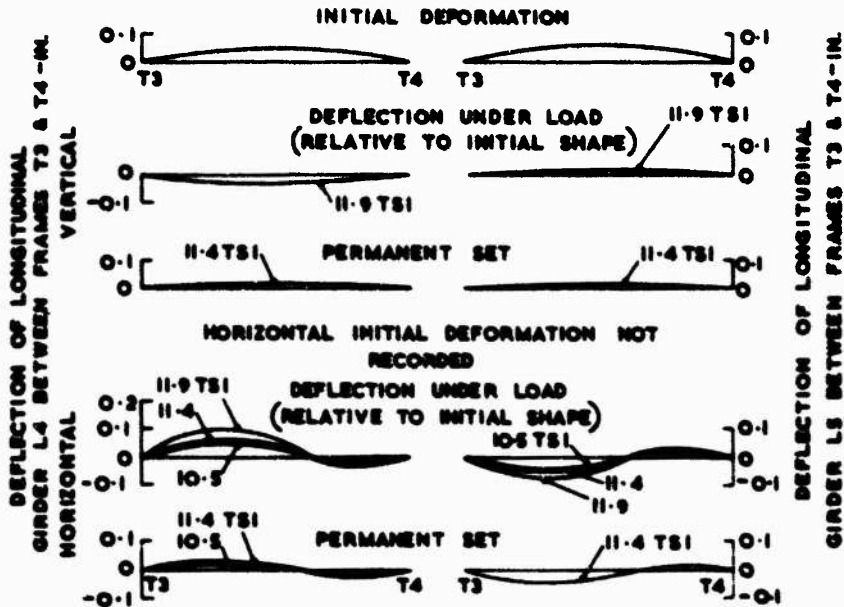 INITIAL DEFORMATION
0·1
0
T3
T4
T3
T4
0·1
0
DEFLECTION UNDER LOAD
(RELATIVE TO INITIAL SHAPE)
11·9 TSI
0·1
0
0
-0·1
11·9 TSI
11·4 TSI
PERMANENT SET
11·4 TSI
0·1
0
0·1
0
HORIZONTAL INITIAL DEFORMATION NOT
RECORDED
DEFLECTION UNDER LOAD
(RELATIVE TO INITIAL SHAPE)
11·9 TSI
11·4
10·5
0·2
0·1
0
-0·1
10·5 TSI
11·4
11·9
0·1
0
-0·1
11·4 TSI
10·5
PERMANENT SET
11·4 TSI
0·1
0
-0·1
T3
T4
T3
T4
0·1
0
-0·1
DEFLECTION OF LONGITUDINAL
GIRDER L4 BETWEEN FRAMES T3 & T4-IN.
HORIZONTAL
VERTICAL
DEFLECTION OF LONGITUDINAL
GIRDER L5 BETWEEN FRAMES T3 & T4-IN.